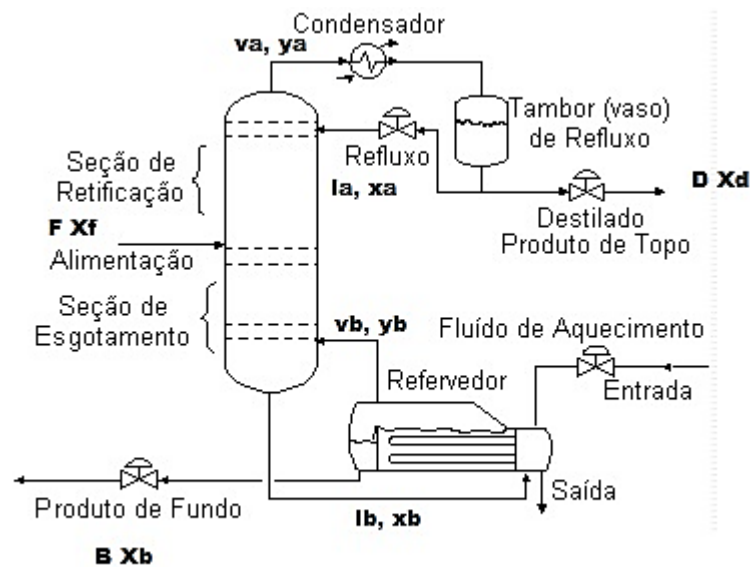 va, ya
Condensador
Tambor (vaso)
de Refluxo
Seção de
Retificação
Refluxo
la, xa
D Xd
F Xf
Alimentação
Destilado
Produto de Topo
Seção de
Esgotamento
vb, yb
Fluído de Aquecimento
Refervedor
Entrada
Saída
Produto de Fundo
lb, xb
B Xb